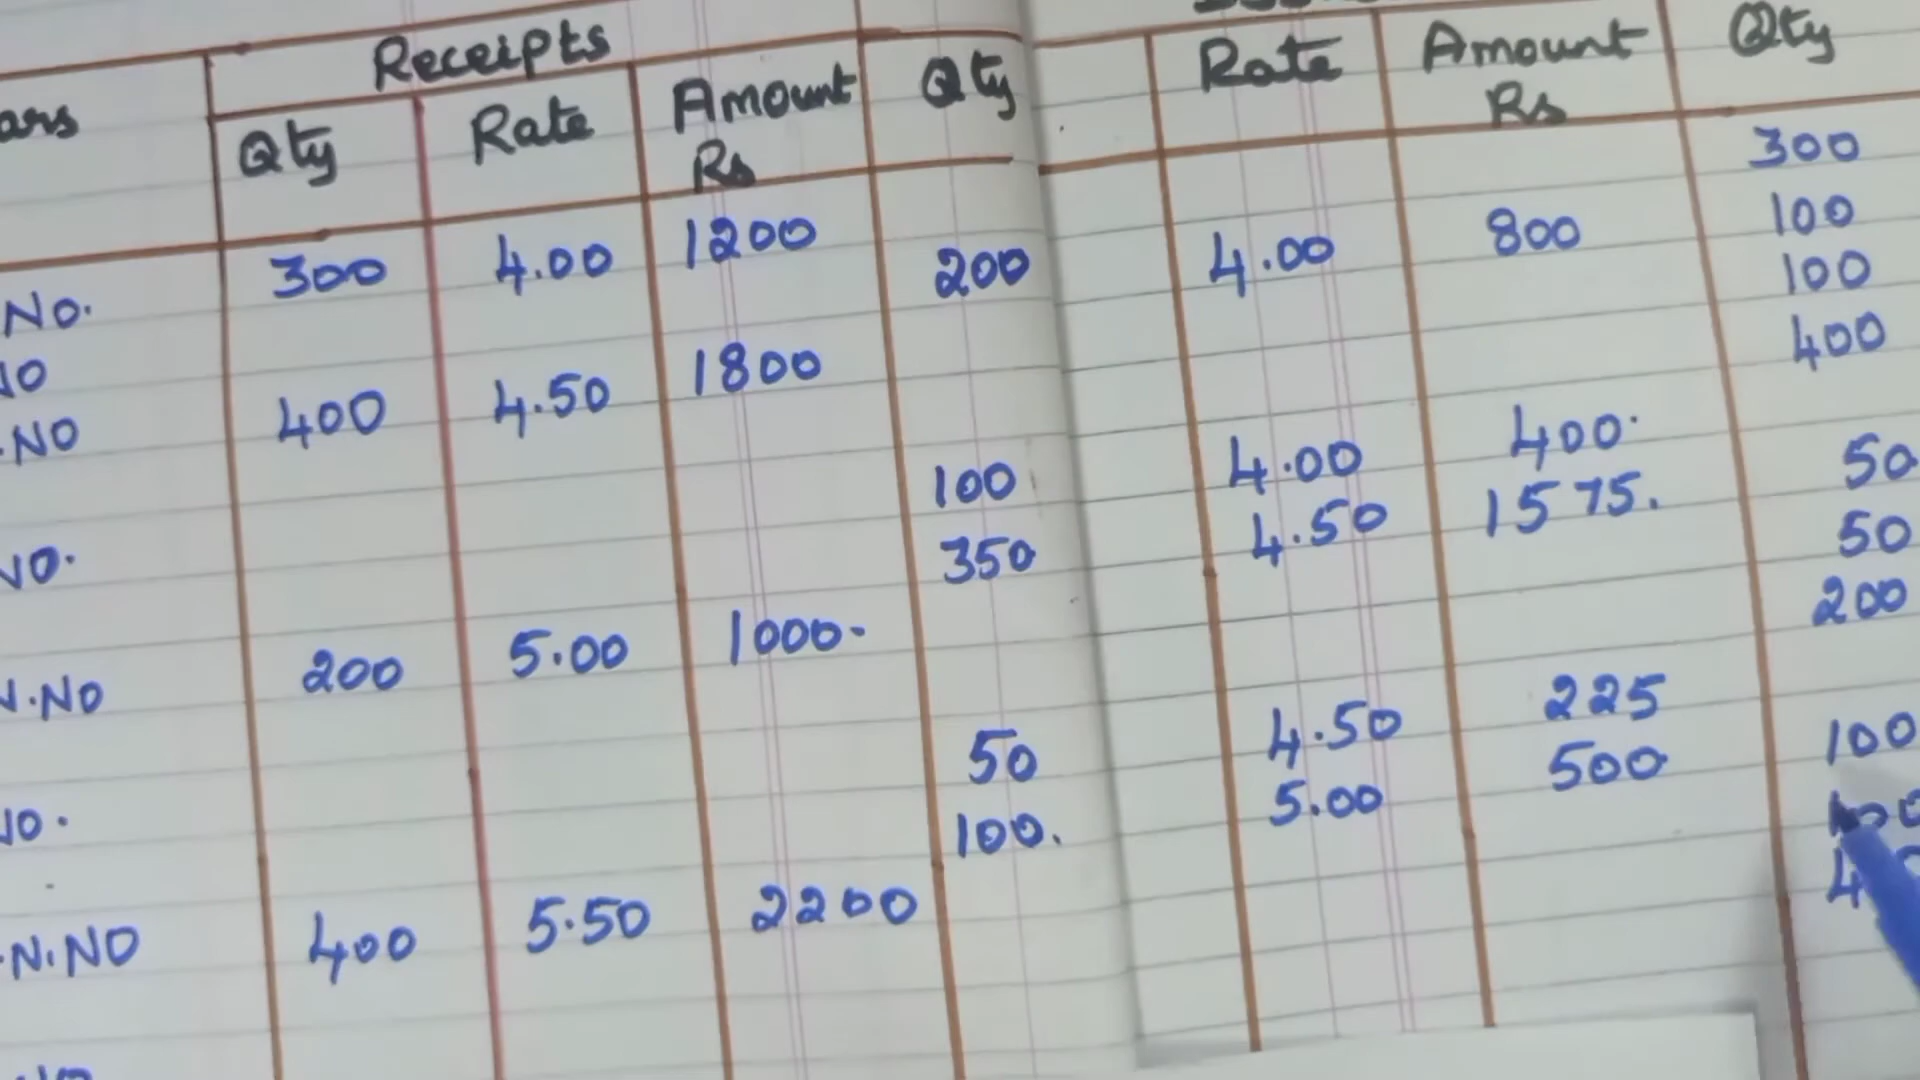 Receipts
ars Qty Rate Amount Rs Qty Rate Amount Rs Qty
300
No. 300 4.00 1200 200 4.00 800 100
NO 100
NO 400 4.50 1800 400
100 4.00 400. 50
NO. 350 4.50 1575. 50
N.NO 200 5.00 1000. 200
50 4.50 225 100
NO. 100. 5.00 500
N.NO 400 5.50 2200